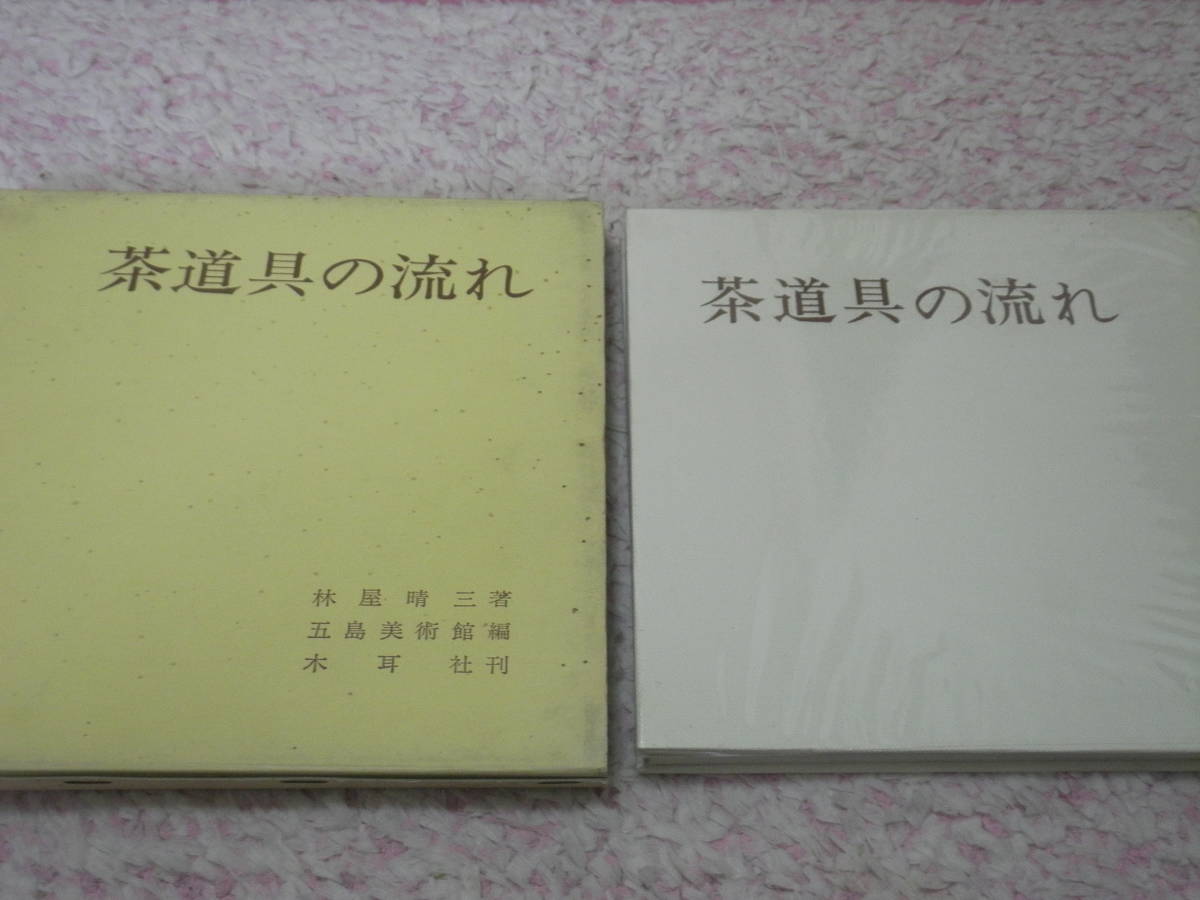 茶道具の流れ
林屋晴三著
五島美術館編
木耳社刊
茶道具の流れ